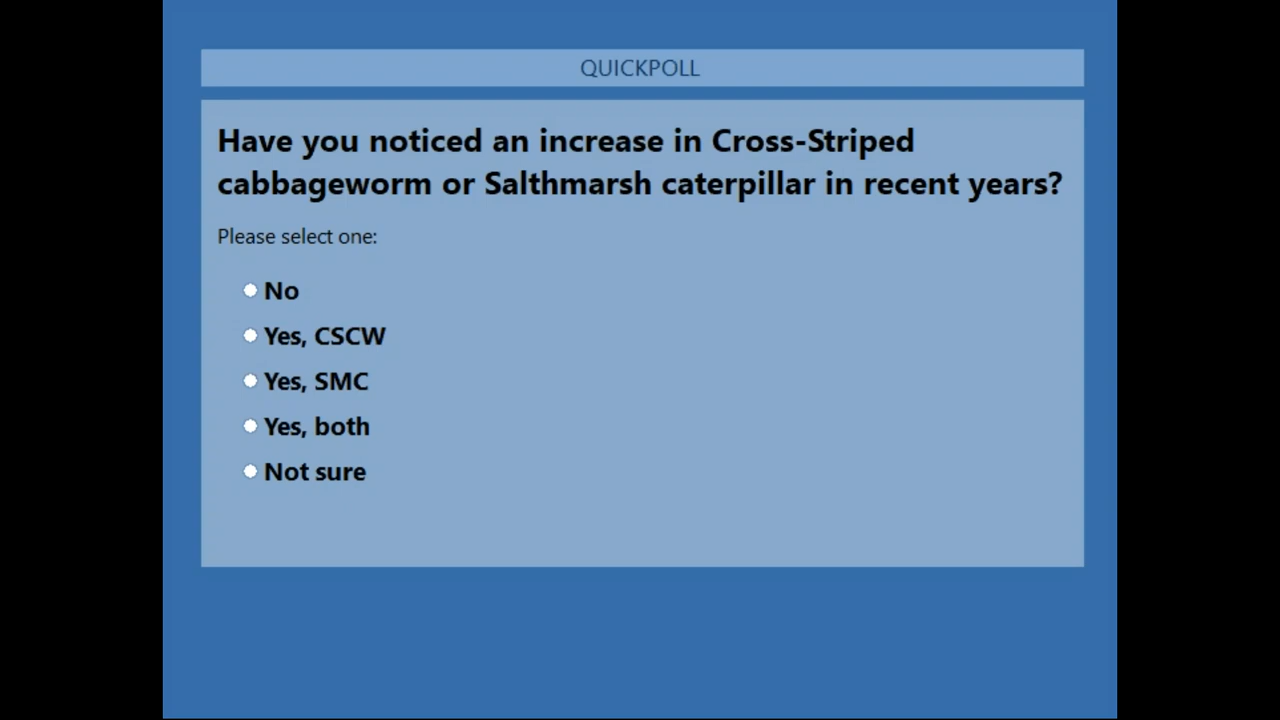 QUICKPOLL
Have you noticed an increase in Cross-Striped
cabbageworm or Salthmarsh caterpillar in recent years?
Please select one:
No
Yes, CSCW
Yes, SMC
Yes, both
Not sure